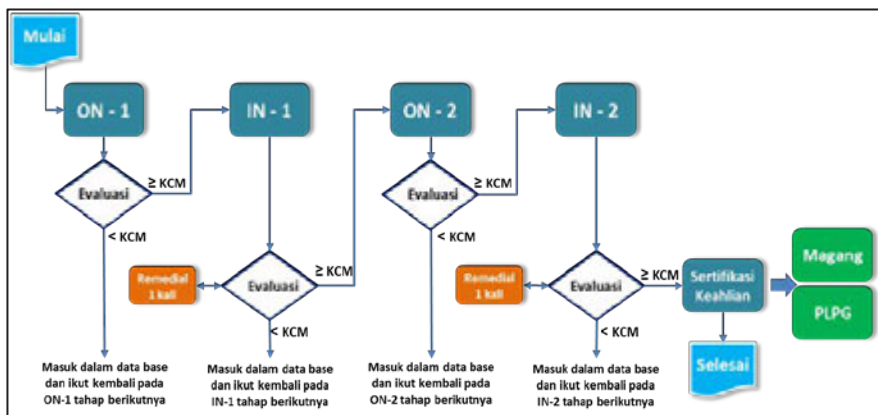 Mulai
ON - 1
IN - 1
ON - 2
IN - 2
Evaluasi
≥ KCM
< KCM
Evaluasi
≥ KCM
< KCM
Remedial
1 kali
Evaluasi
≥ KCM
< KCM
Remedial
1 kali
Evaluasi
≥ KCM
< KCM
Sertifikasi
Keahlian
Magang
PLPG
Selesai
Masuk dalam data base
dan ikut kembali pada
ON-1 tahap berikutnya
Masuk dalam data base
dan ikut kembali pada
IN-1 tahap berikutnya
Masuk dalam data base
dan ikut kembali pada
ON-2 tahap berikutnya
Masuk dalam data base
dan ikut kembali pada
IN-2 tahap berikutnya